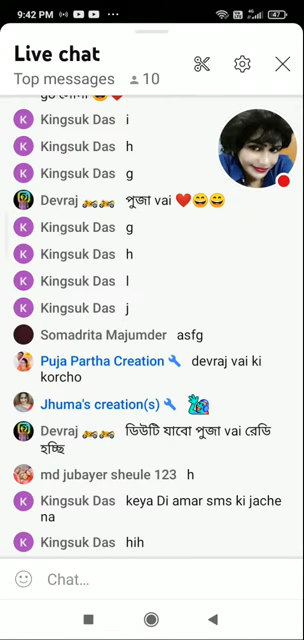 9:42 PM
47
Live chat
Top messages 10
Kingsuk Das i
Kingsuk Das h
Kingsuk Das g
Devraj 🏍️🏍️ পুজা vai ❤️😄😄
Kingsuk Das g
Kingsuk Das h
Kingsuk Das l
Kingsuk Das j
Somadrita Majumder asfg
Puja Partha Creation devraj vai ki
korcho
Jhuma's creation(s)
Devraj 🏍️🏍️ ডিউটি যাবো পুজা vai রেডি
হচ্ছি
md jubayer sheule 123 h
Kingsuk Das keya Di amar sms ki jache
na
Kingsuk Das hih
Chat...